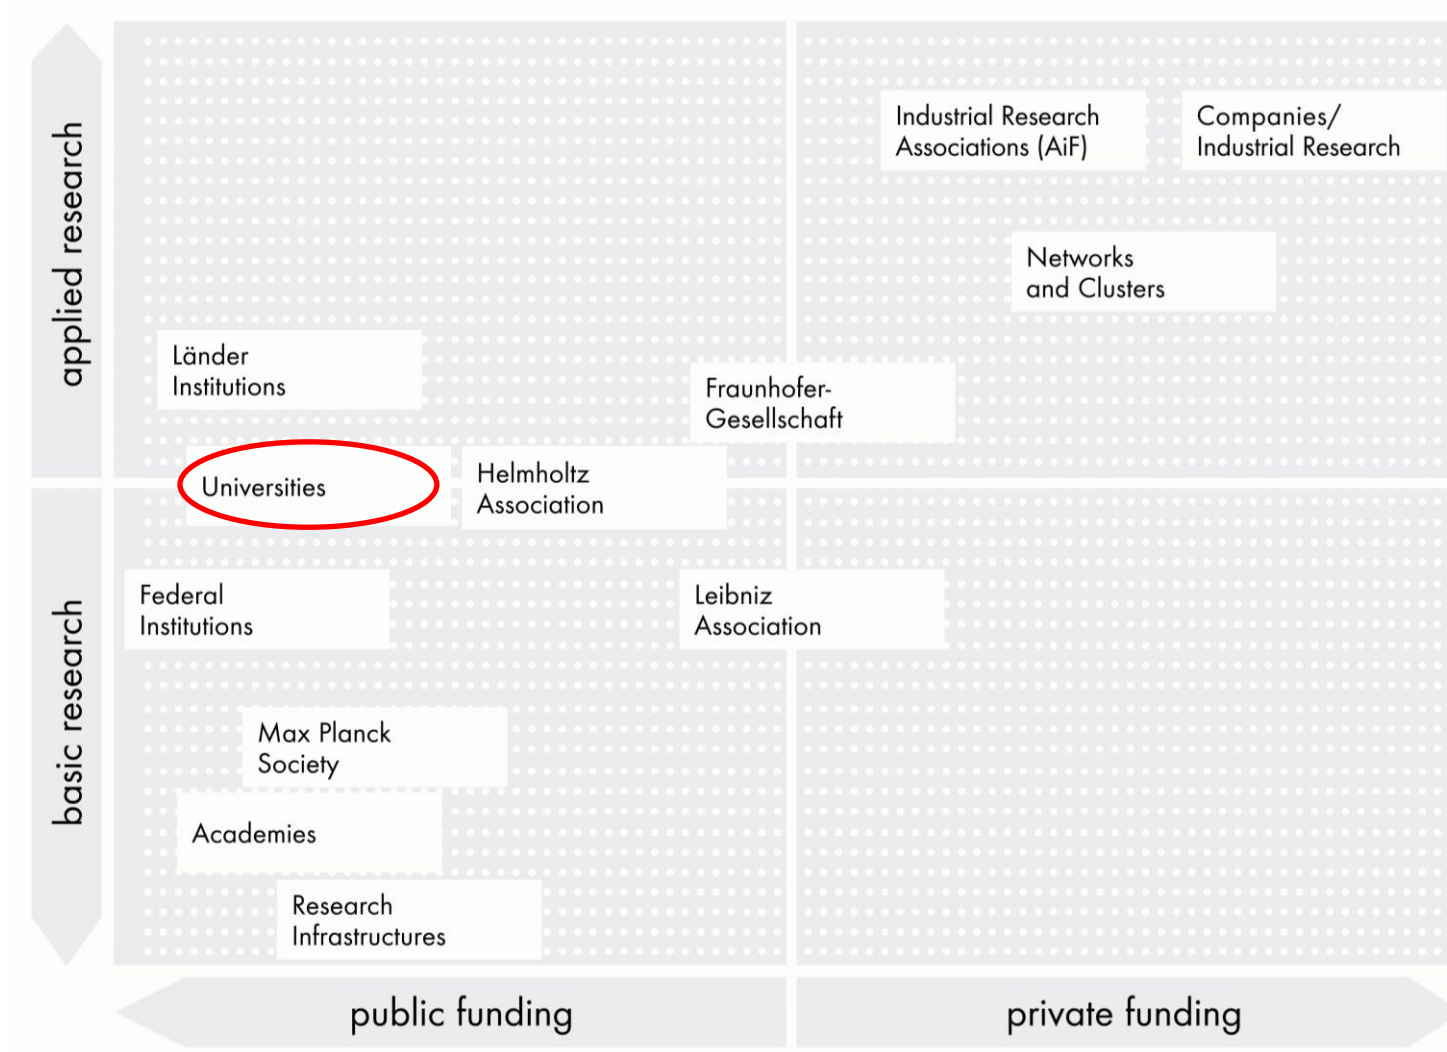 applied research
basic research
Industrial Research
Associations (AiF)
Companies/
Industrial Research
Networks
and Clusters
Länder
Institutions
Fraunhofer-
Gesellschaft
Universities
Helmholtz
Association
Federal
Institutions
Leibniz
Association
Max Planck
Society
Academies
Research
Infrastructures
public funding
private funding